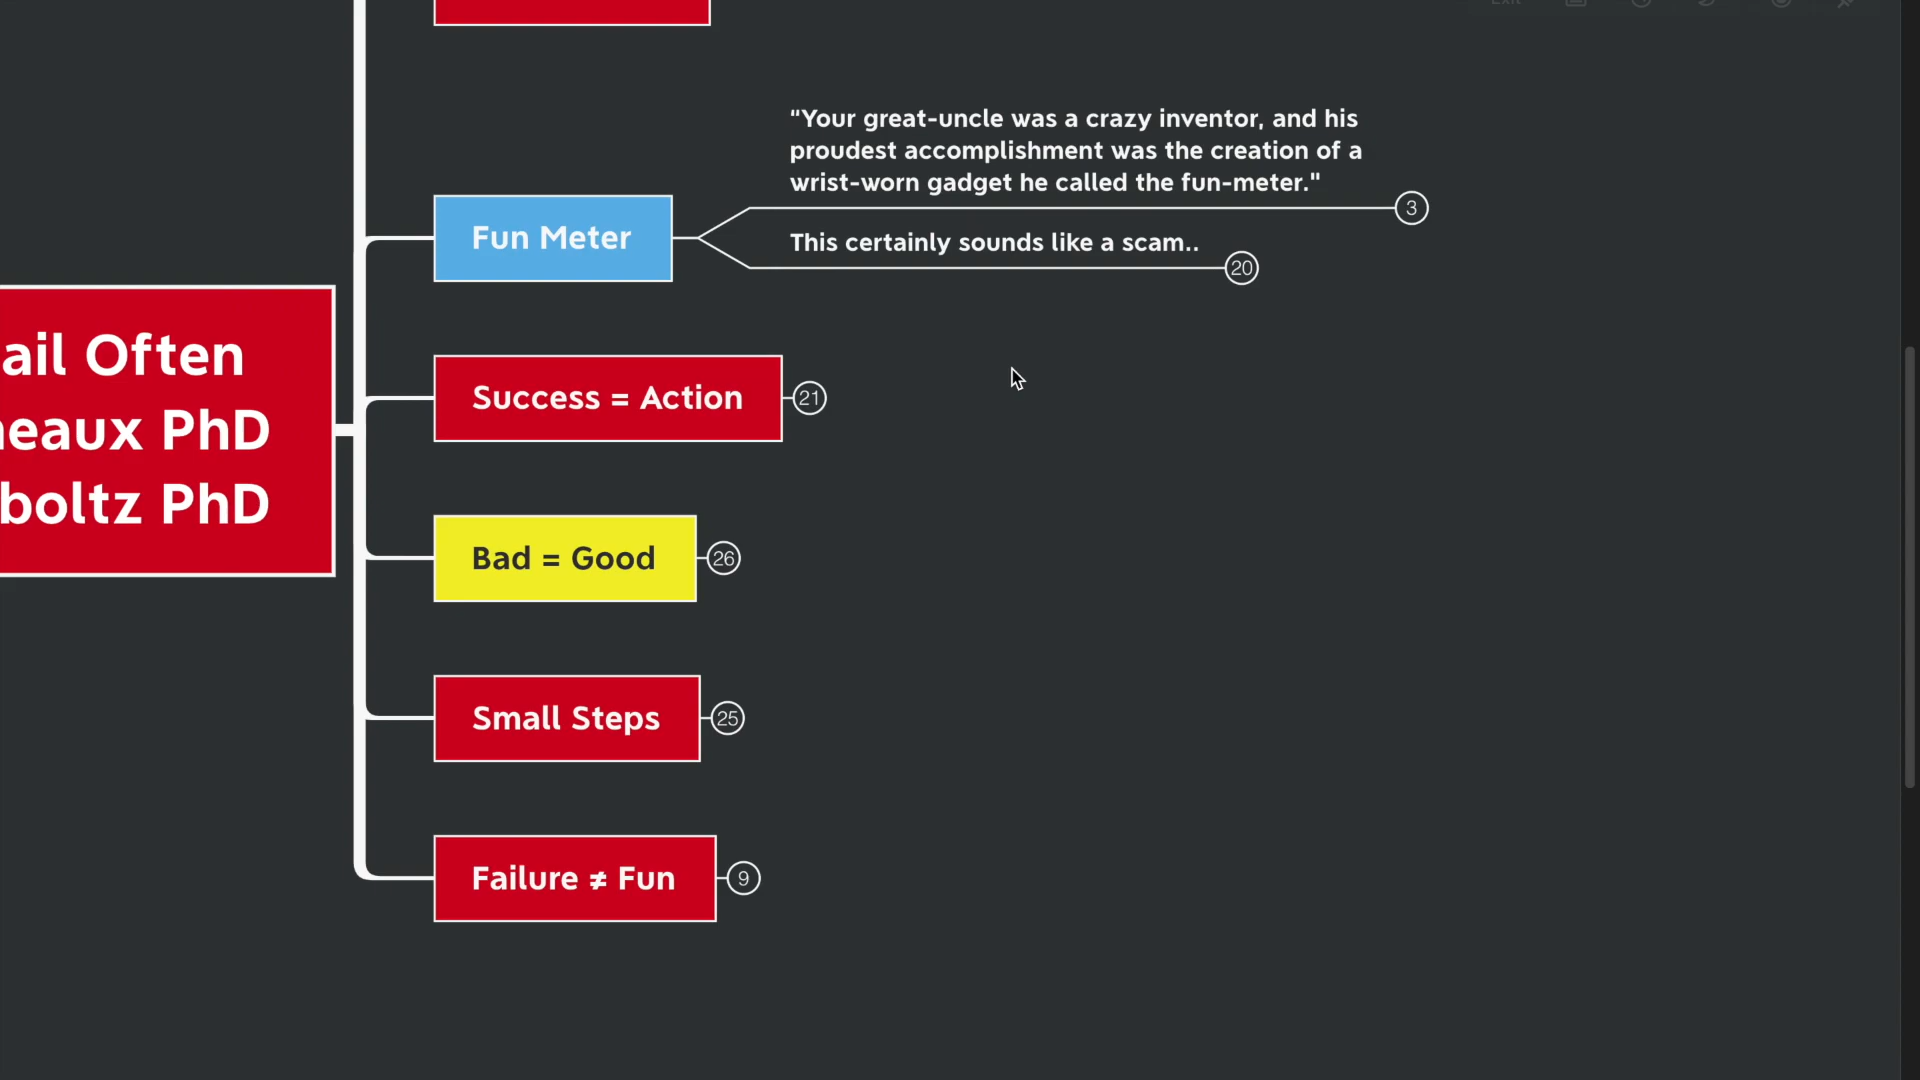 "Your great-uncle was a crazy inventor, and his
proudest accomplishment was the creation of a
wrist-worn gadget he called the fun-meter."
3
Fun Meter
This certainly sounds like a scam..
20
ail Often
eaux PhD
boltz PhD
Success = Action
21
Bad = Good
26
Small Steps
25
Failure ≠ Fun
9